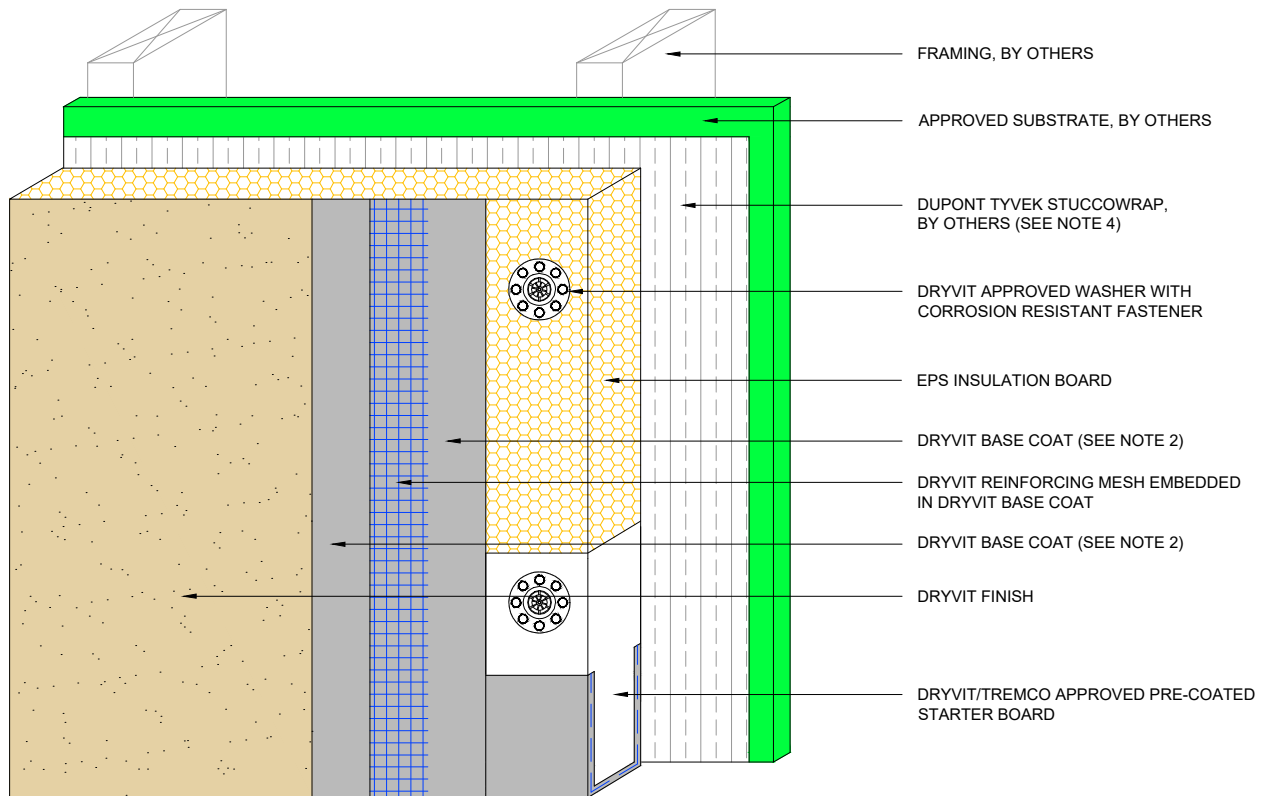 FRAMING, BY OTHERS
APPROVED SUBSTRATE, BY OTHERS
DUPONT TYVEK STUCCOWRAP,
BY OTHERS (SEE NOTE 4)
DRYVIT APPROVED WASHER WITH
CORROSION RESISTANT FASTENER
EPS INSULATION BOARD
DRYVIT BASE COAT (SEE NOTE 2)
DRYVIT REINFORCING MESH EMBEDDED
IN DRYVIT BASE COAT
DRYVIT BASE COAT (SEE NOTE 2)
DRYVIT FINISH
DRYVIT/TREMCO APPROVED PRE-COATED
STARTER BOARD